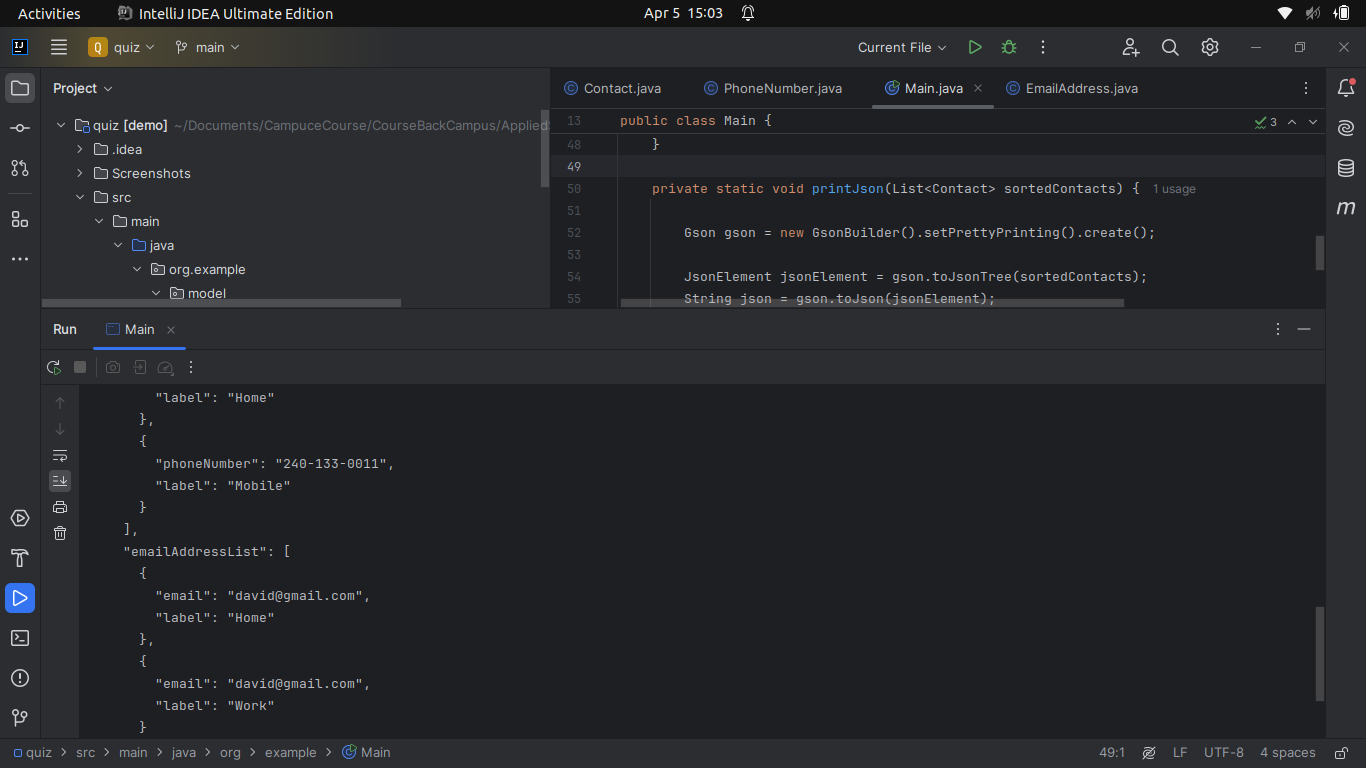 Activities IntelliJ IDEA Ultimate Edition Apr 5 15:03
Q quiz main Current File
Project
quiz [demo] ~/Documents/CampuceCourse/CourseBackCampus/Applied
.idea
Screenshots
src
main
java
org.example
model
Contact.java PhoneNumber.java Main.java EmailAddress.java
13 public class Main { 3
48 }
49
50 private static void printJson(List<Contact> sortedContacts) { 1 usage
51
52 Gson gson = new GsonBuilder().setPrettyPrinting().create();
53
54 JsonElement jsonElement = gson.toJsonTree(sortedContacts);
55 String json = gson.toJson(jsonElement);
Run Main
"label": "Home"
},
{
"phoneNumber": "240-133-0011",
"label": "Mobile"
}
],
"emailAddressList": [
{
"email": "david@gmail.com",
"label": "Home"
},
{
"email": "david@gmail.com",
"label": "Work"
}
quiz > src > main > java > org > example > Main 49:1 LF UTF-8 4 spaces